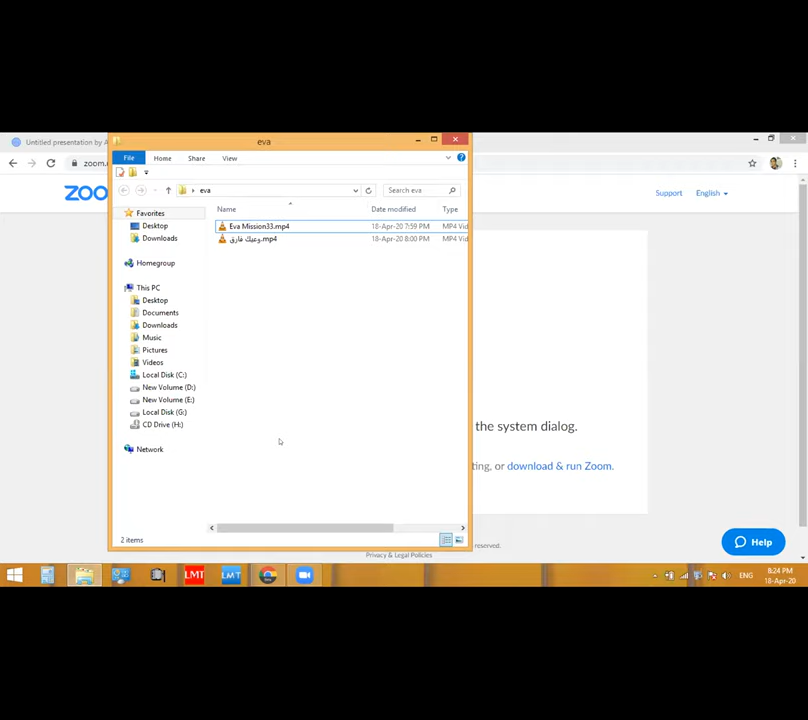 eva
Untitled presentation by A
zoom.
File Home Share View
eva
Search eva
zoo
Support English
Name Date modified Type
Favorites
Desktop
Downloads
Homegroup
This PC
Desktop
Documents
Downloads
Music
Pictures
Videos
Local Disk (C:)
New Volume (D:)
New Volume (E:)
Local Disk (G:)
CD Drive (H:)
Network
Eva Mission33.mp4 18-Apr-20 7:59 PM MP4 Vid
وعيك فارق.mp4 18-Apr-20 8:00 PM MP4 Vid
the system dialog.
ting, or download & run Zoom.
2 items
reserved.
Privacy & Legal Policies
Help
LMT LMT
ENG
8:24 PM
18-Apr-20